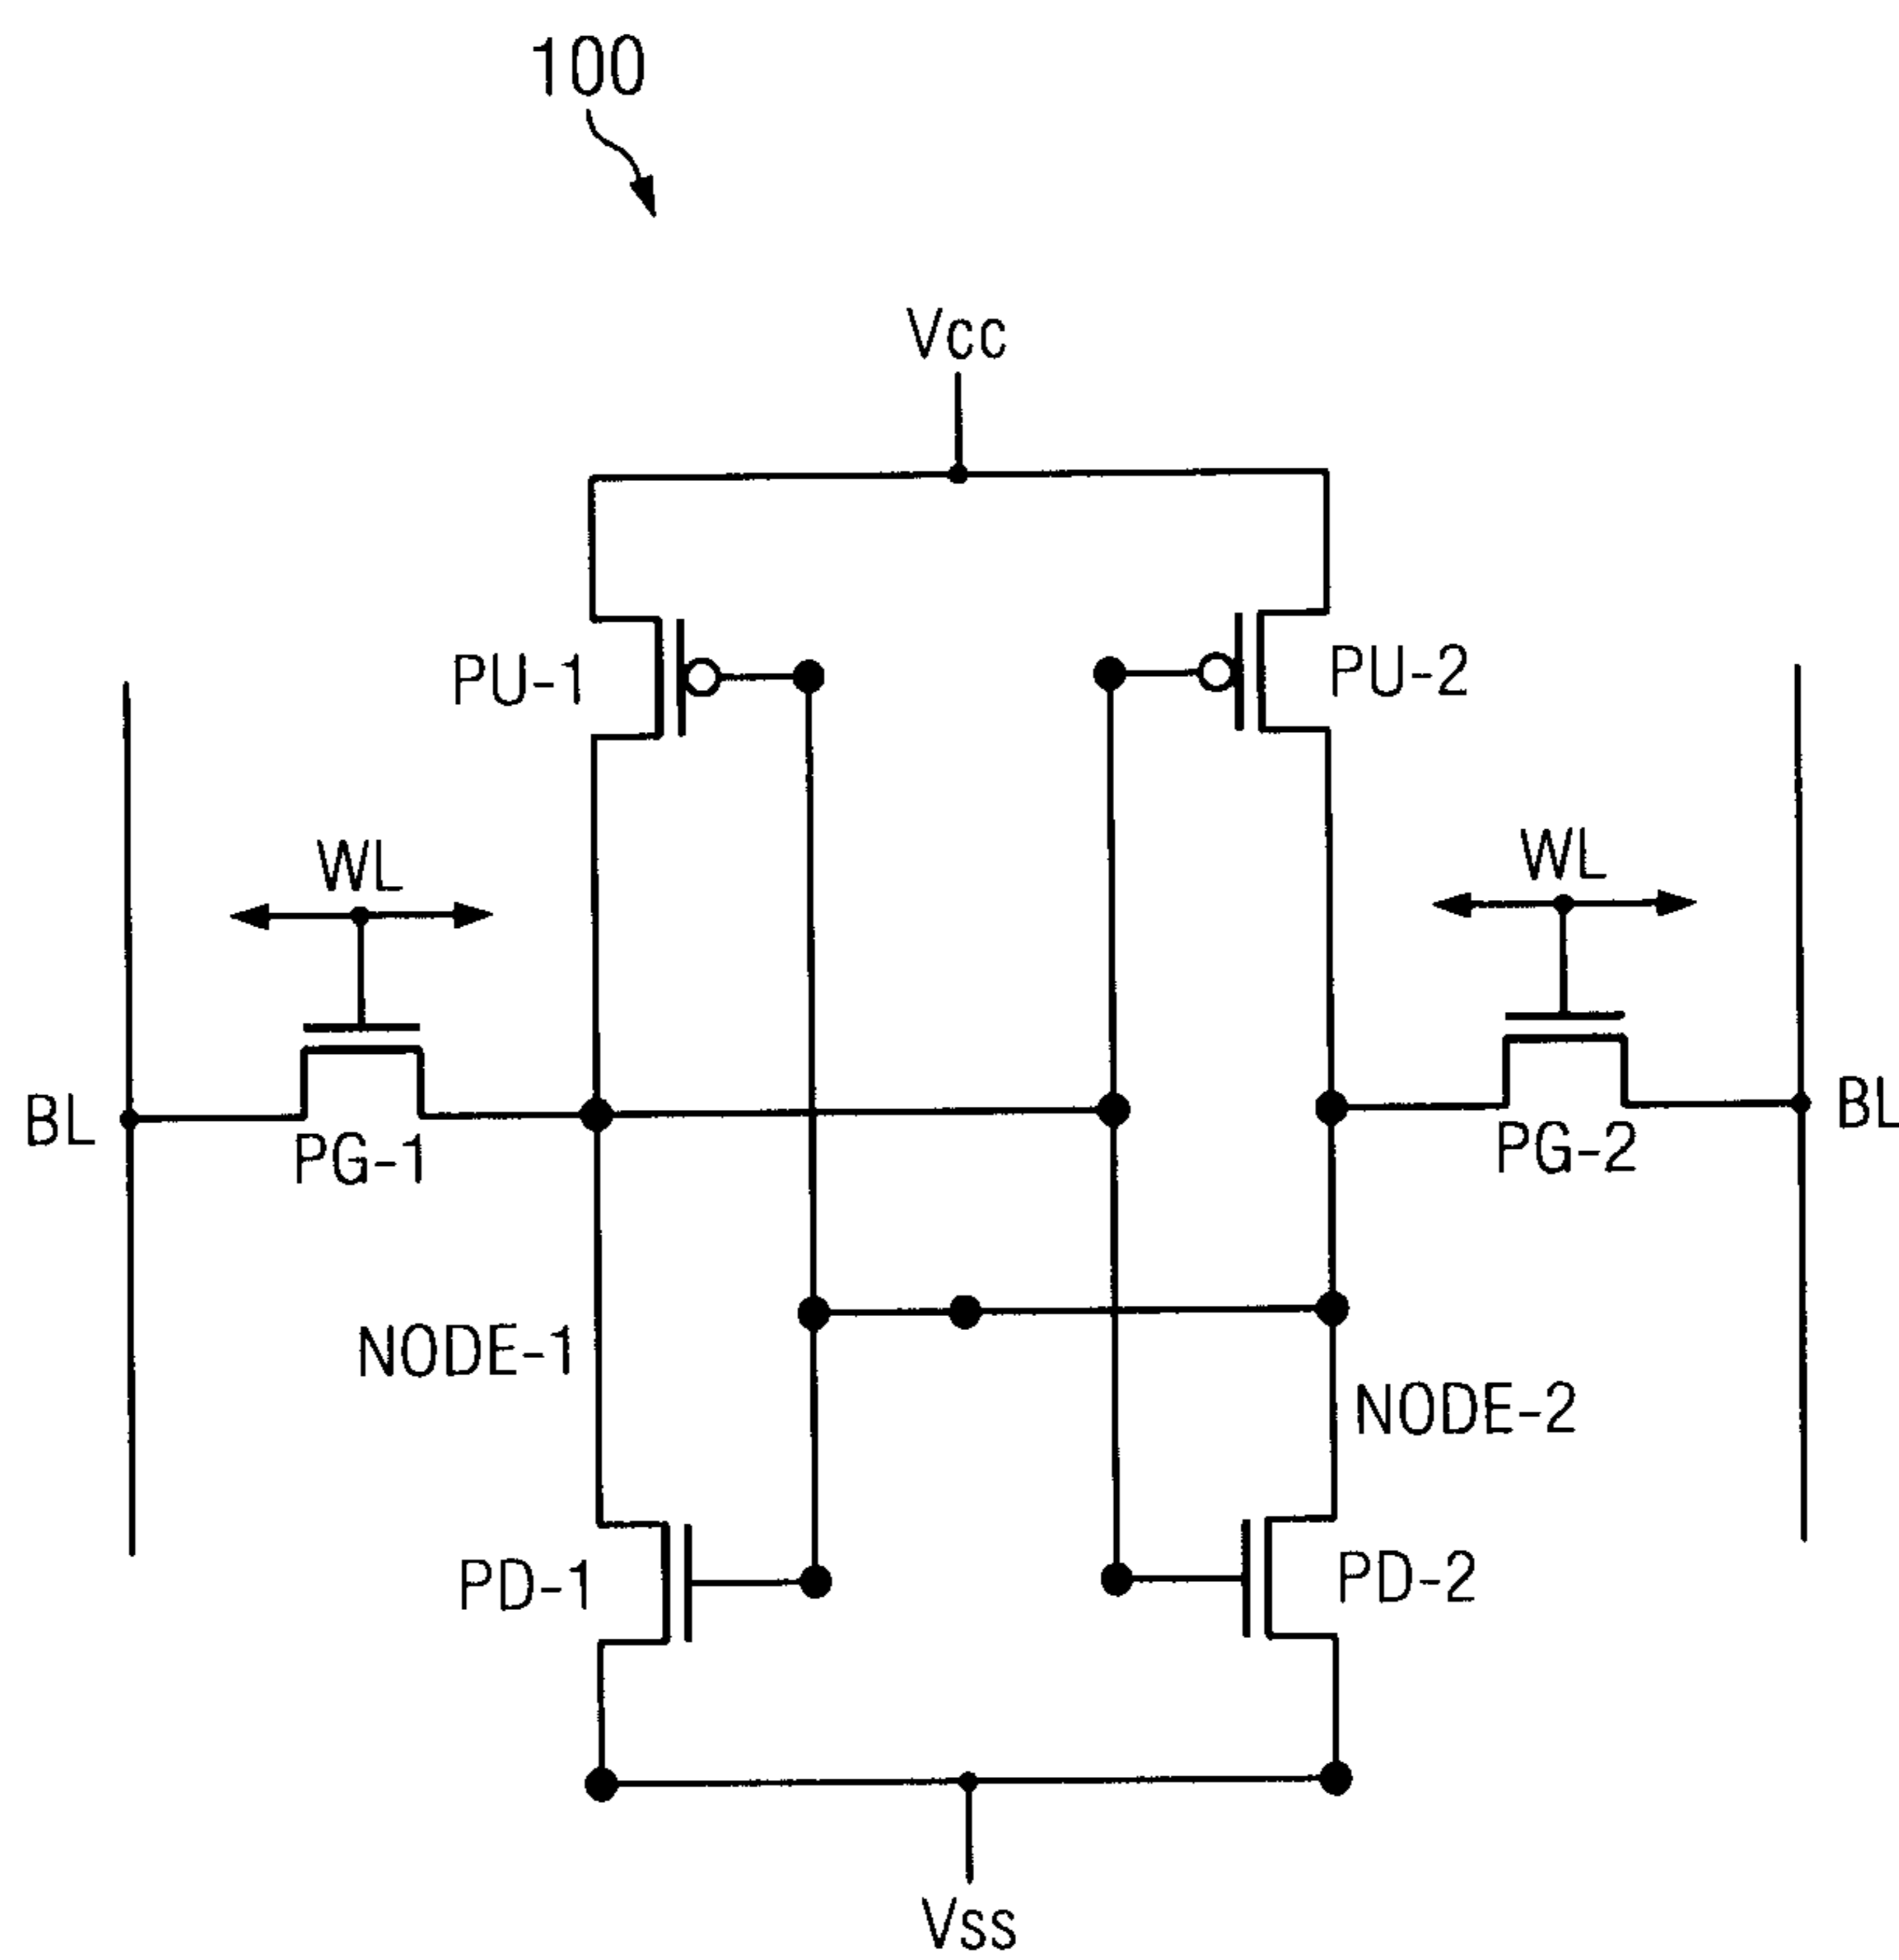 100
Vcc
PU-1
PU-2
WL
WL
BL
PG-1
PG-2
BL
NODE-1
NODE-2
PD-1
PD-2
Vss